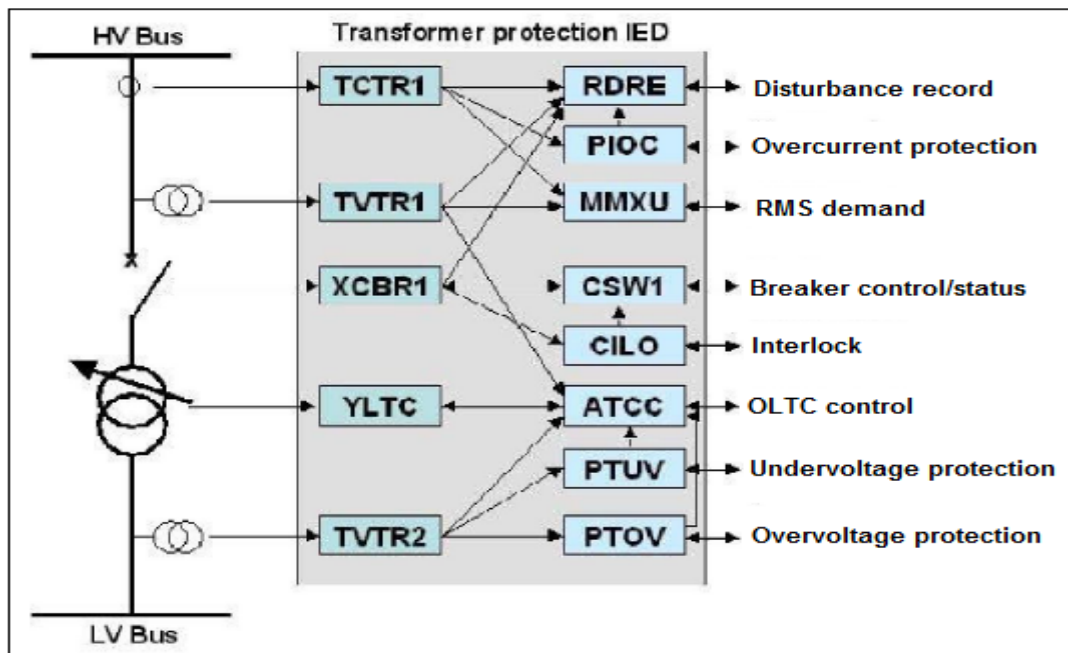 HV Bus
Transformer protection IED
TCTR1
RDRE
Disturbance record
PIOC
Overcurrent protection
TVTR1
MMXU
RMS demand
XCBR1
CSW1
Breaker control/status
CILO
Interlock
YLTC
ATCC
OLTC control
PTUV
Undervoltage protection
TVTR2
PTOV
Overvoltage protection
LV Bus